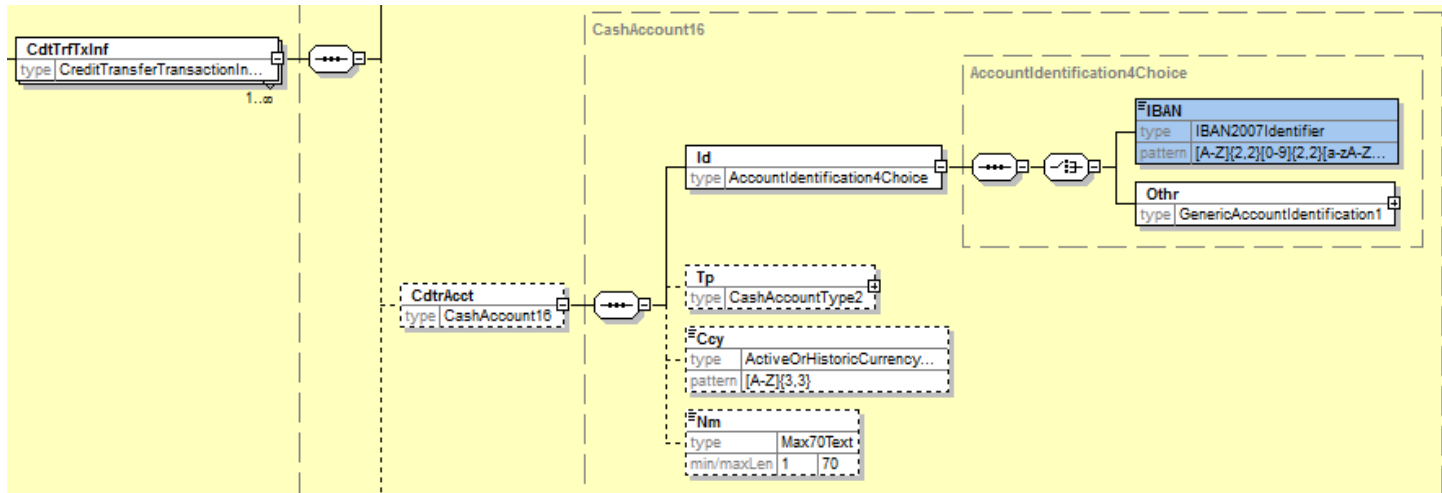 CashAccount16
CdtTrfTxInf
type CreditTransferTransactionIn...
1..∞
AccountIdentification4Choice
IBAN
type IBAN2007Identifier
pattern [A-Z]{2,2}[0-9]{2,2}[a-zA-Z...
Id
type AccountIdentification4Choice
Othr
type GenericAccountIdentification1
Tp
type CashAccountType2
CdtrAcct
type CashAccount16
Ccy
type ActiveOrHistoricCurrency...
pattern [A-Z]{3,3}
Nm
type Max70Text
min/maxLen 1 70